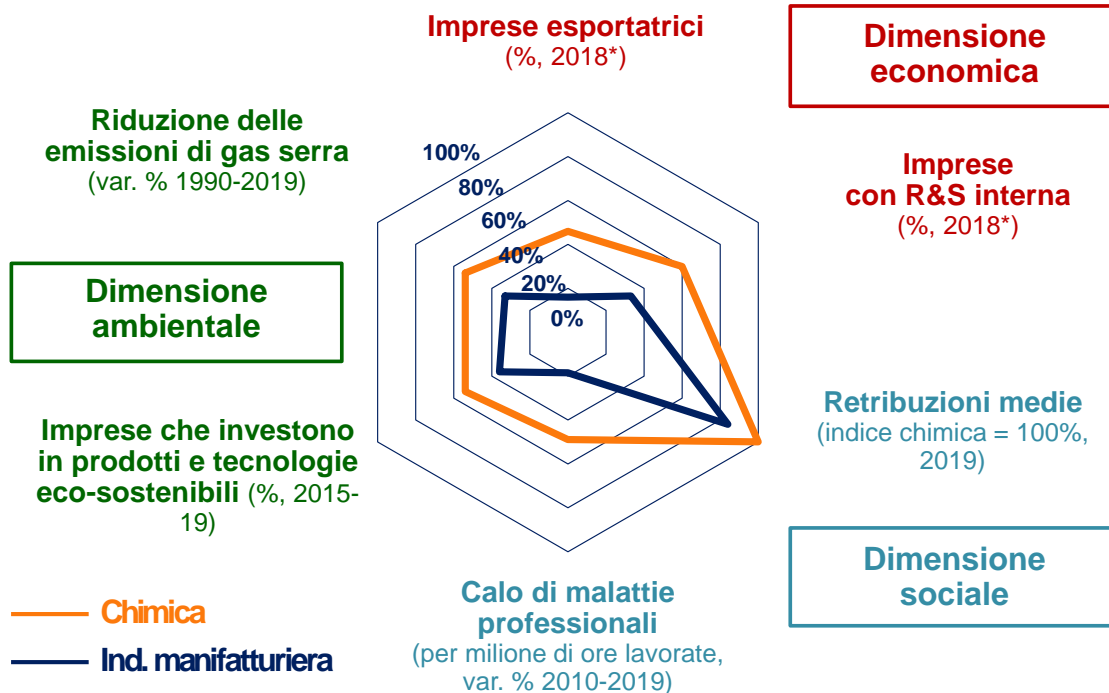 Imprese esportatrici
(%, 2018*)
Dimensione
economica
Riduzione delle
emissioni di gas serra
(var. % 1990-2019)
100%
80%
60%
40%
20%
0%
Imprese
con R&S interna
(%, 2018*)
Dimensione
ambientale
Imprese che investono
in prodotti e tecnologie
eco-sostenibili (%, 2015-
19)
Retribuzioni medie
(indice chimica = 100%,
2019)
Dimensione
sociale
Calo di malattie
professionali
(per milione di ore lavorate,
var. % 2010-2019)
Chimica
Ind. manifatturiera